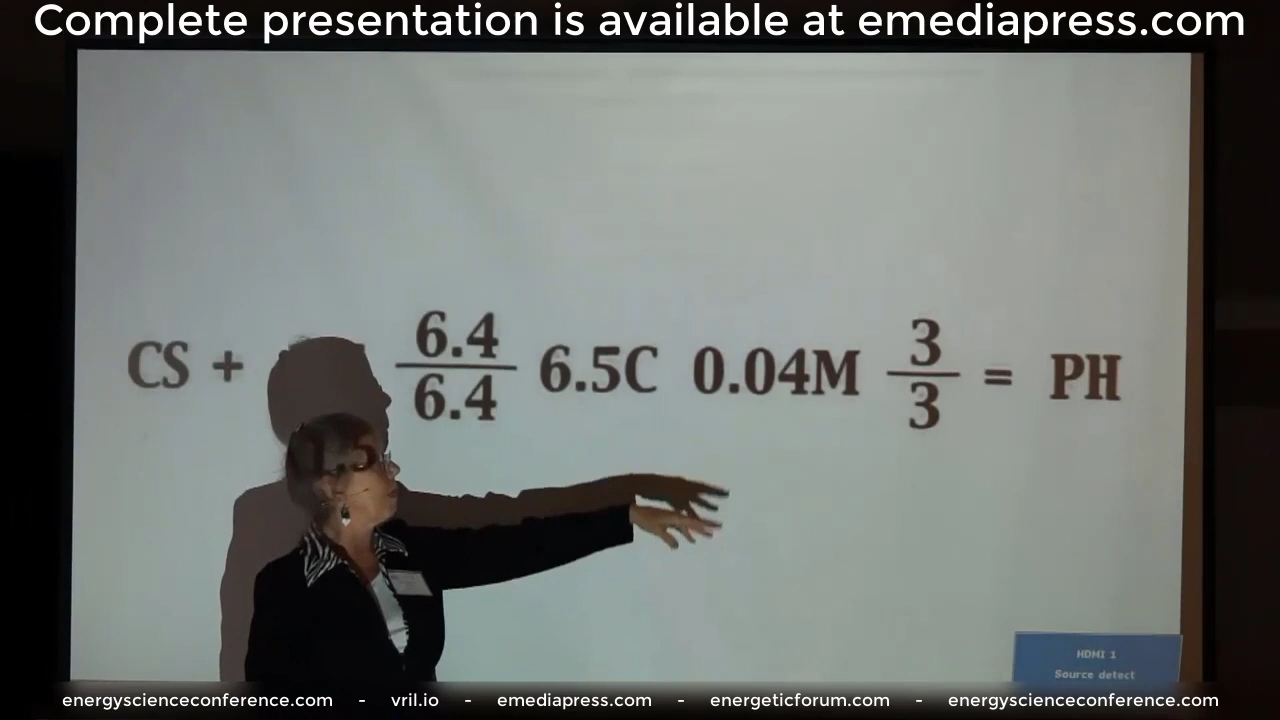 Complete presentation is available at emediapress.com
CS + 6.4/6.4 6.5C 0.04M 3/3 = PH
HDMI 1
Source detect
energyscienceconference.com - vril.io - emediapress.com - energeticforum.com - energyscienceconference.com